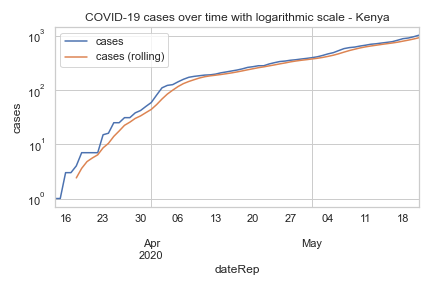 COVID-19 cases over time with logarithmic scale - Kenya
cases
cases (rolling)
10³
10²
10¹
10⁰
cases
16 23 30 06 13 20 27 04 11 18
Apr May
2020
dateRep